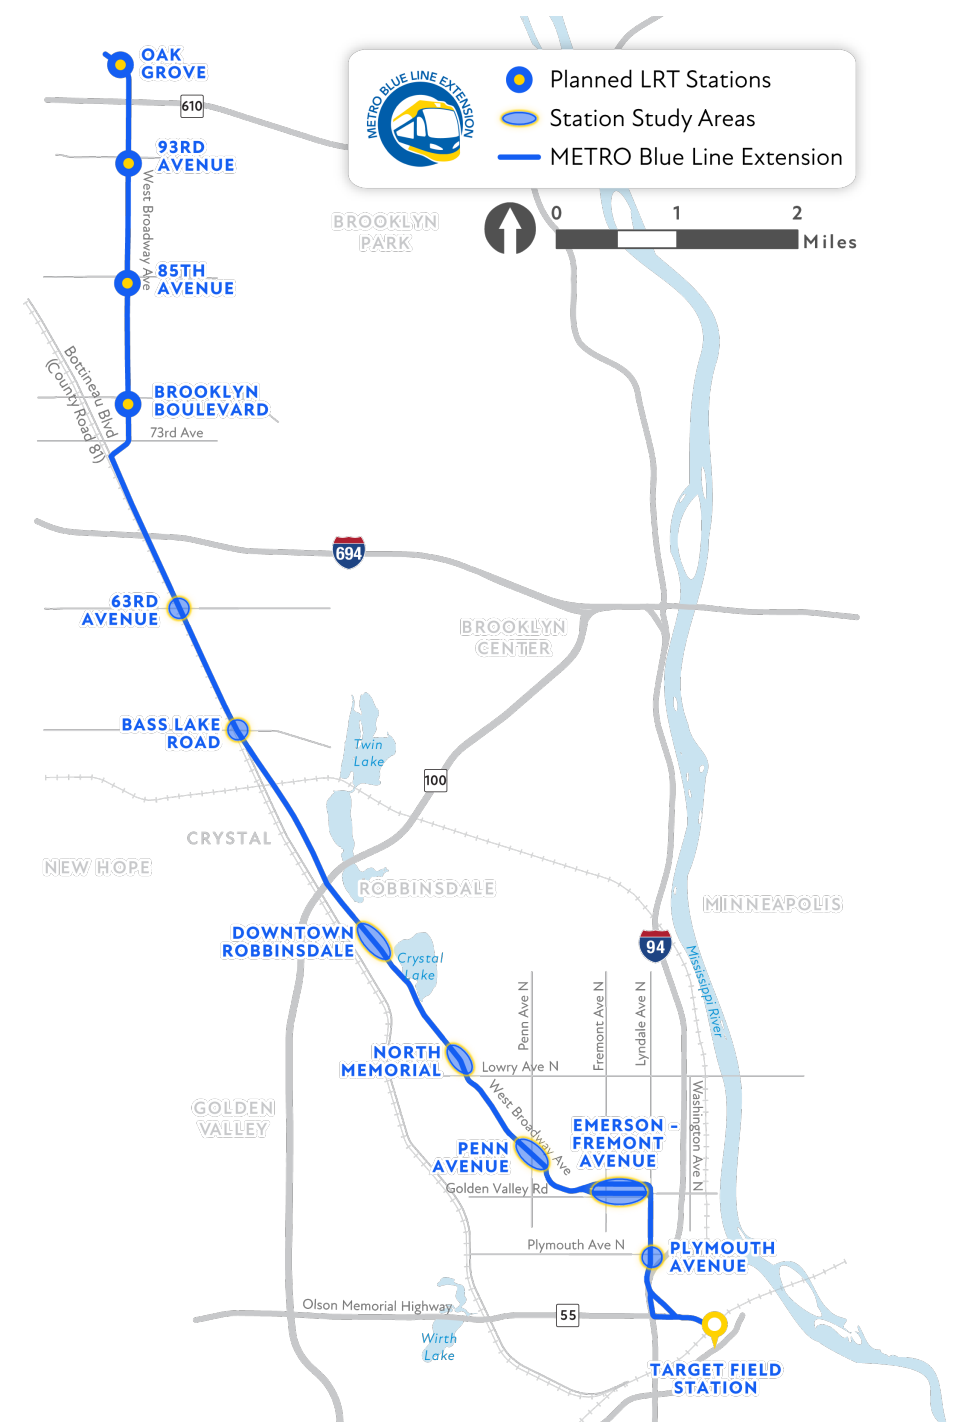 OAK
GROVE
METRO BLUE LINE EXTENSION
Planned LRT Stations
Station Study Areas
METRO Blue Line Extension
610
93RD
AVENUE
West Broadway Ave
BROOKLYN
PARK
0 1 2
Miles
85TH
AVENUE
Bottineau Blvd
(County Road 81)
BROOKLYN
BOULEVARD
73rd Ave
694
63RD
AVENUE
BROOKLYN
CENTER
BASS LAKE
ROAD
Twin
Lake
100
CRYSTAL
NEW HOPE
ROBBINSDALE
MINNEAPOLIS
DOWNTOWN
ROBBINSDALE
Crystal
Lake
94
Mississippi River
Penn Ave N
Fremont Ave N
Lyndale Ave N
NORTH
MEMORIAL
Lowry Ave N
West Broadway Ave
Washington Ave N
GOLDEN
VALLEY
EMERSON –
FREMONT
AVENUE
PENN
AVENUE
Golden Valley Rd
Plymouth Ave N
PLYMOUTH
AVENUE
Olson Memorial Highway
55
Wirth
Lake
TARGET FIELD
STATION